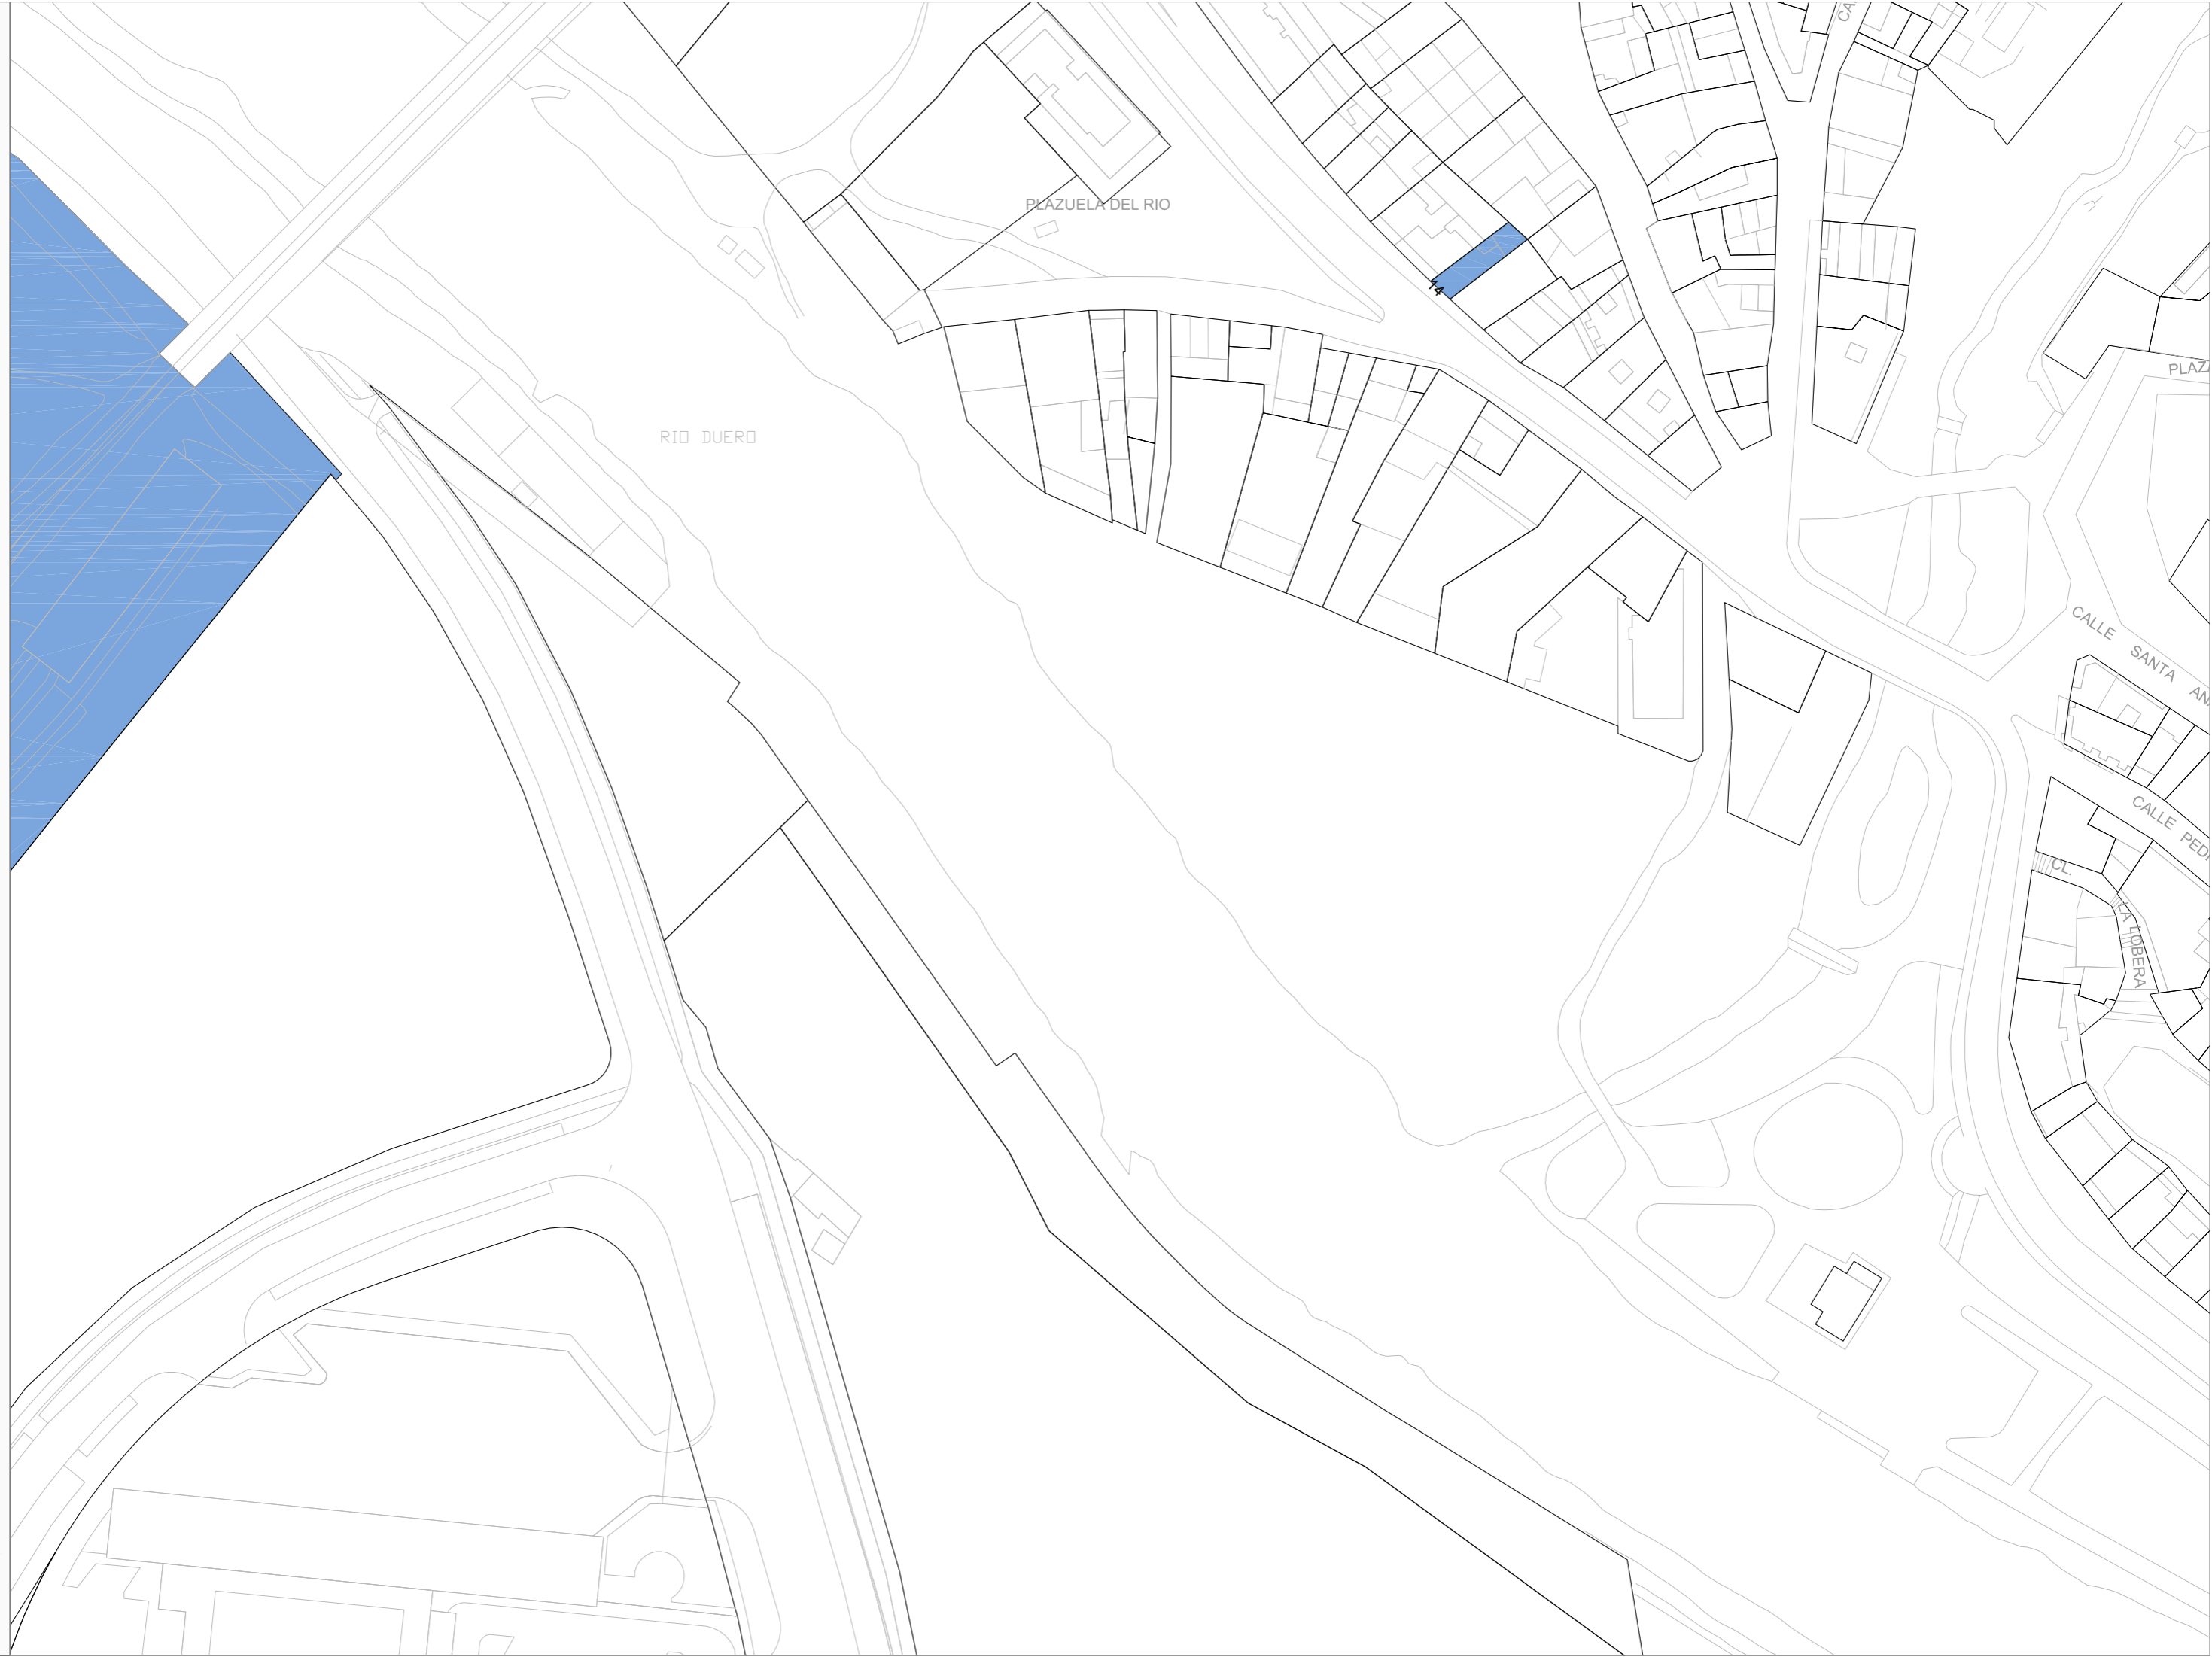 CA
PLAZUELA DEL RIO
14
PLAZ
RIO DUERO
CALLE SANTA AN
CALLE PED
CL.
LA LOBERA